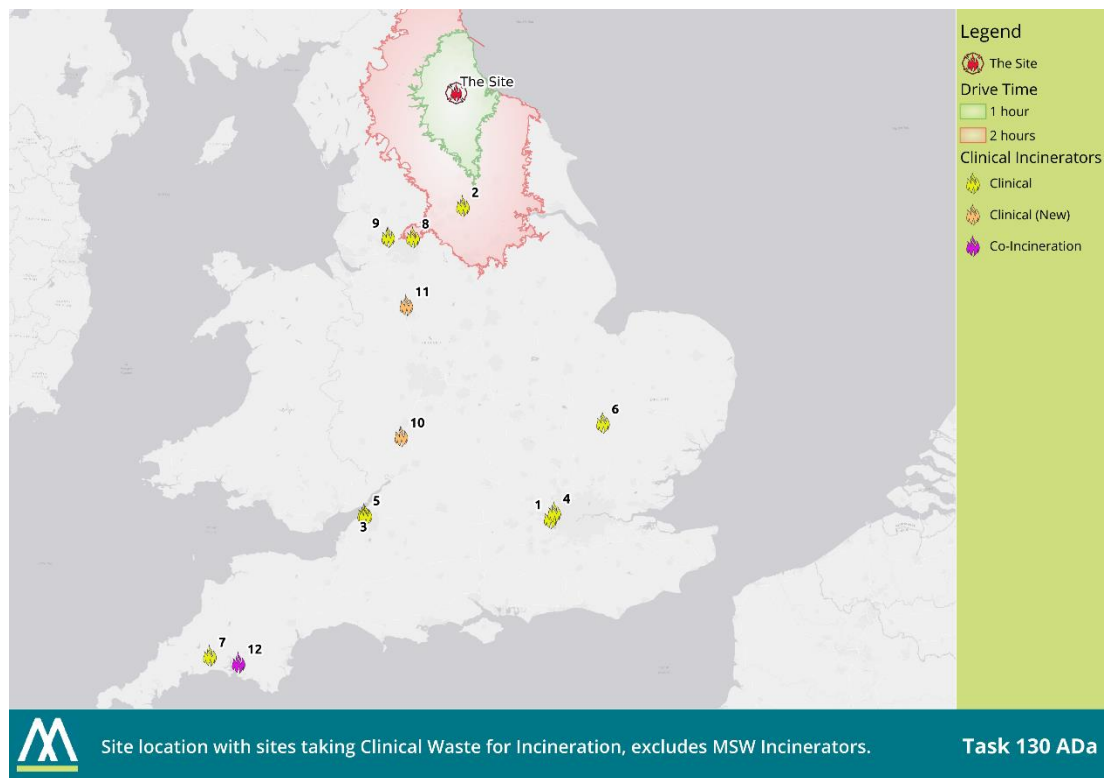 Legend
The Site
Drive Time
1 hour
2 hours
Clinical Incinerators
Clinical
Clinical (New)
Co-Incineration
The Site
2
9
8
11
6
10
5
3
1
4
7
12
Site location with sites taking Clinical Waste for Incineration, excludes MSW Incinerators.
Task 130 ADa